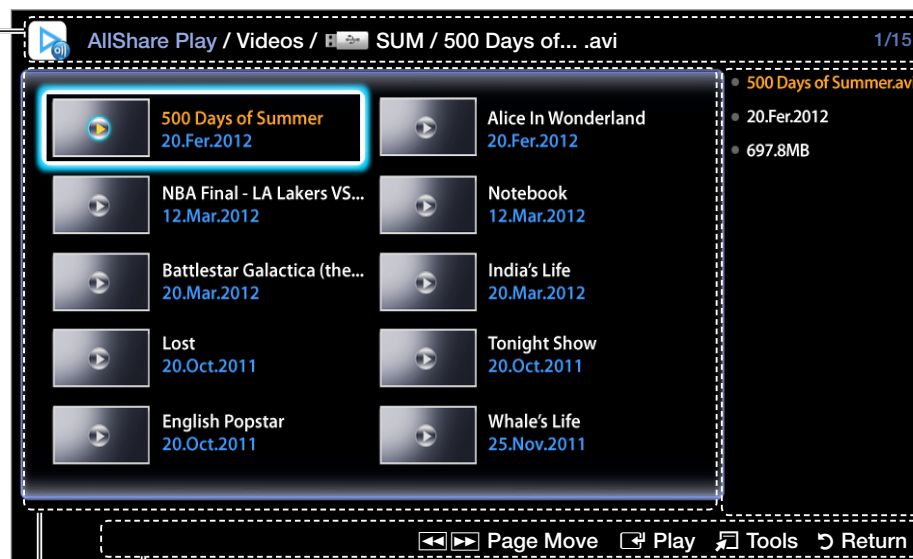 AllShare Play / Videos / SUM / 500 Days of... .avi 1/15
500 Days of Summer
20.Fer.2012
Alice In Wonderland
20.Fer.2012
NBA Final - LA Lakers VS...
12.Mar.2012
Notebook
12.Mar.2012
Battlestar Galactica (the...
20.Mar.2012
India's Life
20.Mar.2012
Lost
20.Oct.2011
Tonight Show
20.Oct.2011
English Popstar
20.Oct.2011
Whale's Life
25.Nov.2011
500 Days of Summer.avi
20.Fer.2012
697.8MB
Page Move Play Tools Return